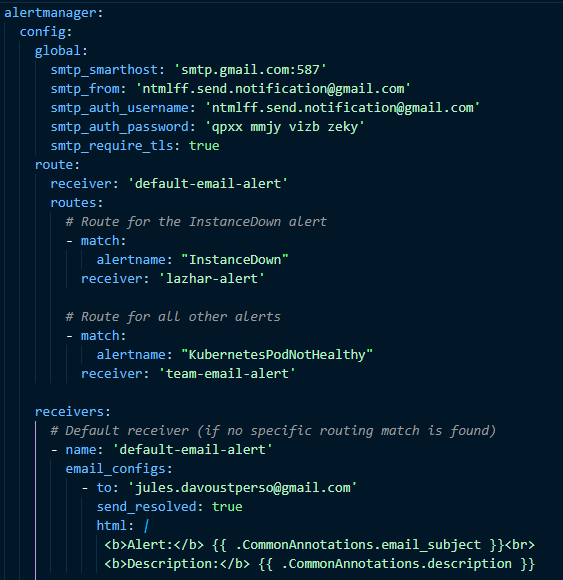 alertmanager:
config:
global:
smtp_smarthost: 'smtp.gmail.com:587'
smtp_from: 'ntmlff.send.notification@gmail.com'
smtp_auth_username: 'ntmlff.send.notification@gmail.com'
smtp_auth_password: 'qpxx mmjy vizb zeky'
smtp_require_tls: true
route:
receiver: 'default-email-alert'
routes:
# Route for the InstanceDown alert
- match:
alertname: "InstanceDown"
receiver: 'lazhar-alert'
# Route for all other alerts
- match:
alertname: "KubernetesPodNotHealthy"
receiver: 'team-email-alert'
receivers:
# Default receiver (if no specific routing match is found)
- name: 'default-email-alert'
email_configs:
- to: 'jules.davoustperso@gmail.com'
send_resolved: true
html: |
<b>Alert:</b> {{ .CommonAnnotations.email_subject }}<br>
<b>Description:</b> {{ .CommonAnnotations.description }}